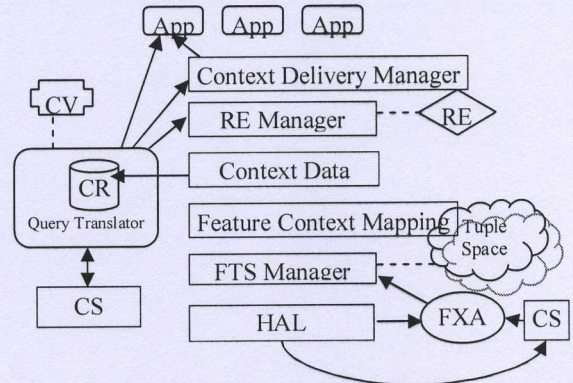 App App App
Context Delivery Manager
CV
RE Manager
RE
CR
Context Data
Query Translator
Feature Context Mapping
Tuple
Space
FTS Manager
CS
HAL
FXA
CS